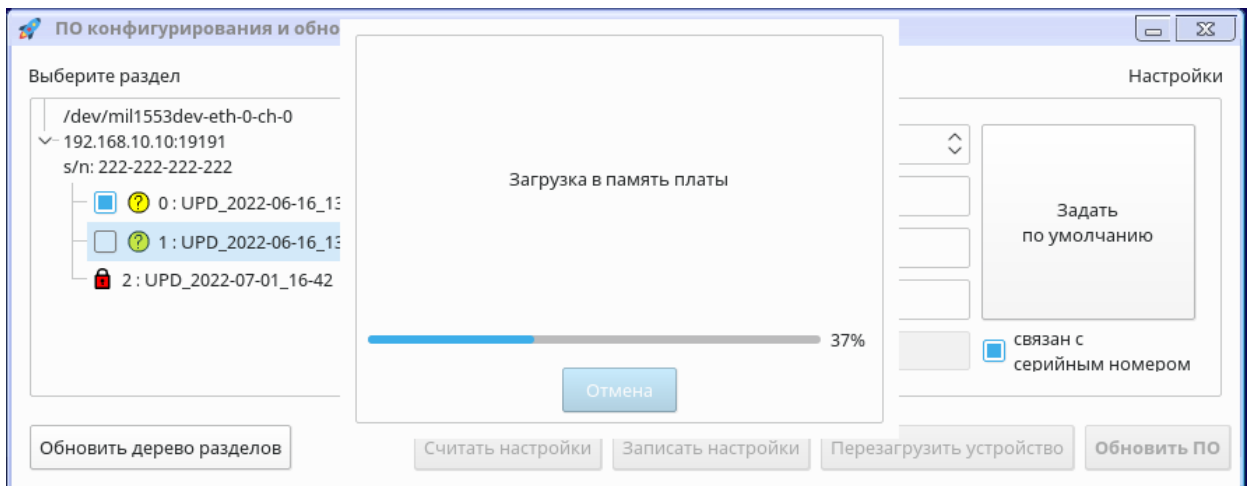 ПО конфигурирования и обно
Выберите раздел
Настройки
/dev/mil1553dev-eth-0-ch-0
192.168.10.10:19191
s/n: 222-222-222-222
0 : UPD_2022-06-16_13
1 : UPD_2022-06-16_13
2 : UPD_2022-07-01_16-42
Загрузка в память платы
37%
Отмена
Задать
по умолчанию
связан с
серийным номером
Обновить дерево разделов
Считать настройки
Записать настройки
Перезагрузить устройство
Обновить ПО